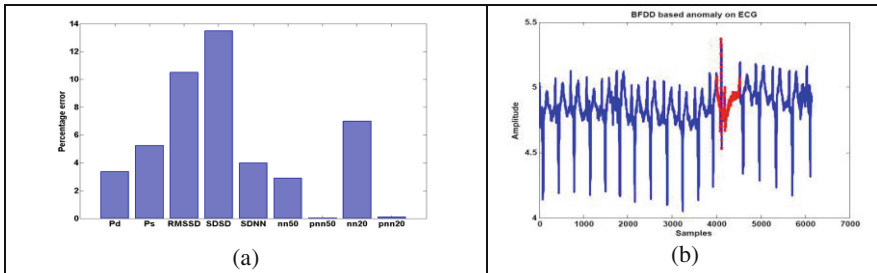 14
12
10
8
6
4
2
0
Percentage error
Pd Ps RMSSD SDSD SDNN nn50 pnn50 nn20 pnn20
(a)
BFDD based anomaly on ECG
5.5
5
4.5
4
Amplitude
0 1000 2000 3000 4000 5000 6000 7000
Samples
(b)